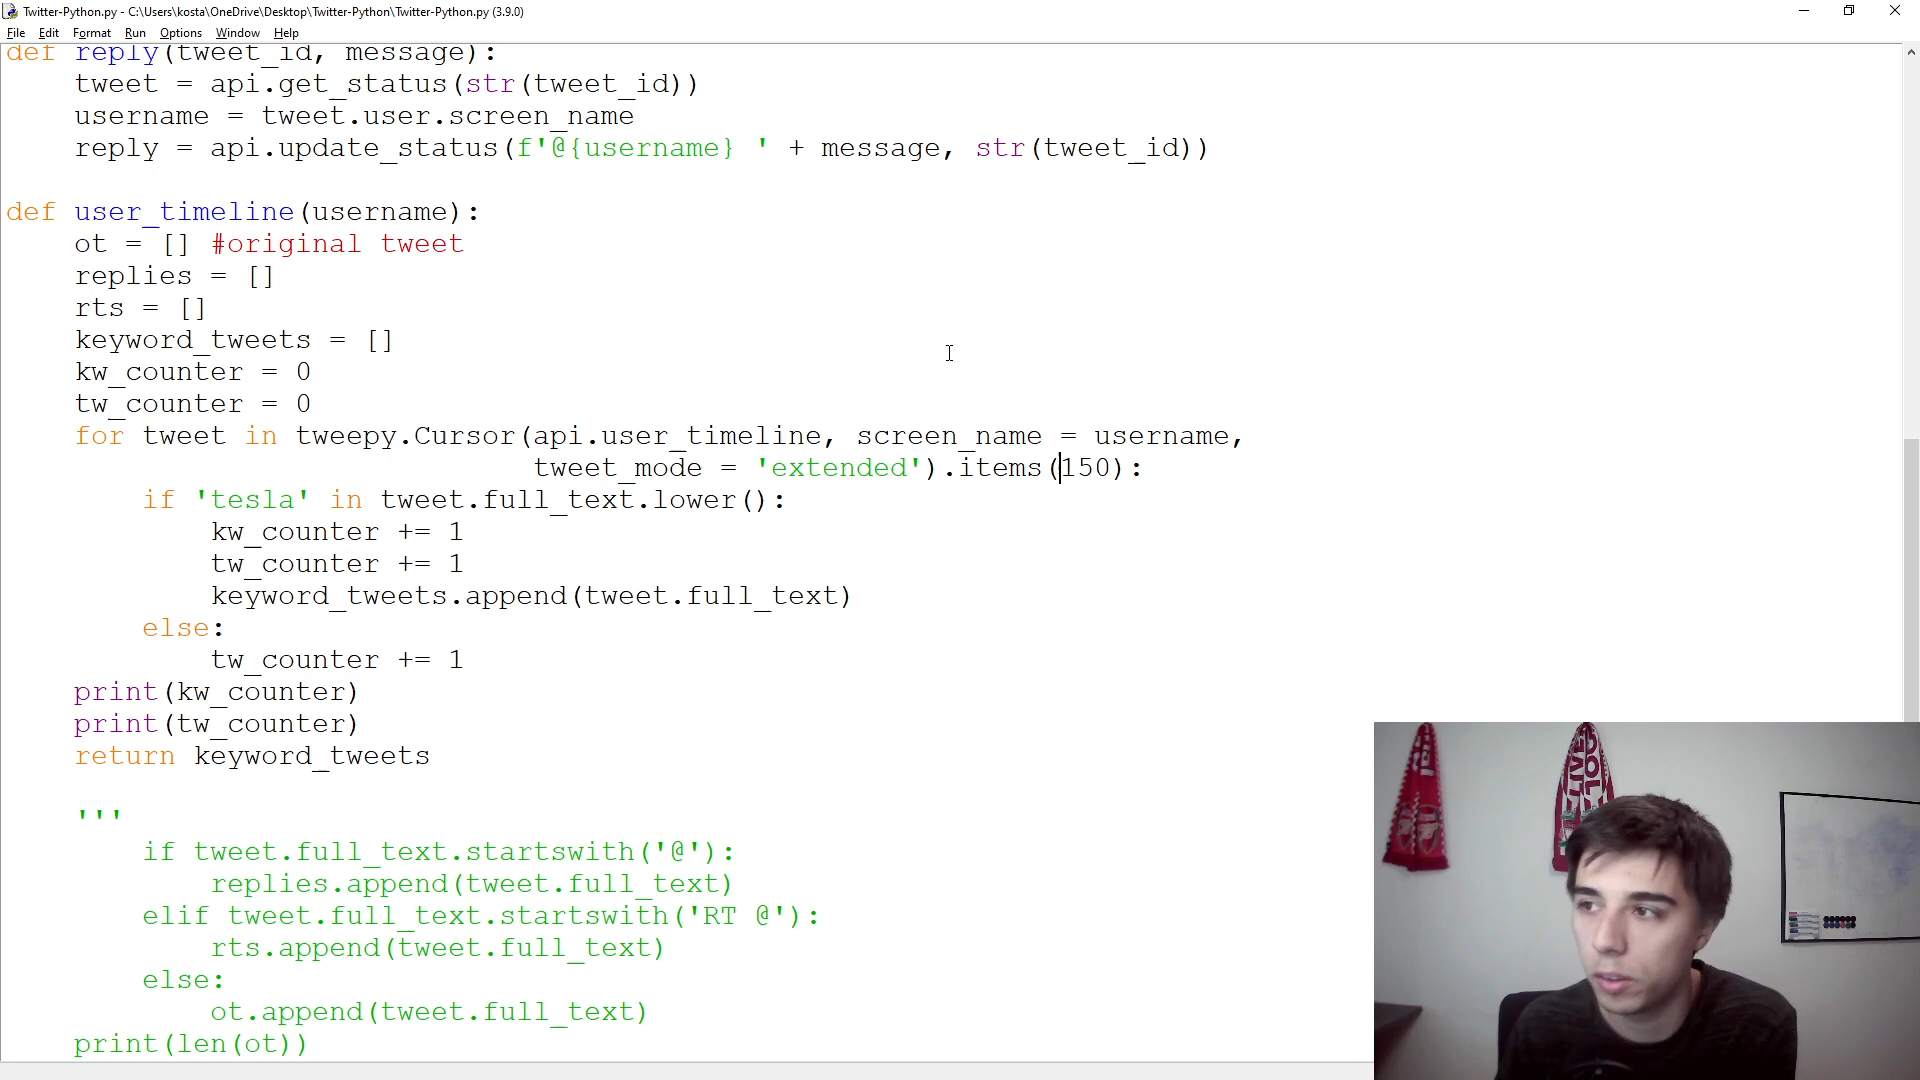 Twitter-Python.py - C:\Users\kosta\OneDrive\Desktop\Twitter-Python\Twitter-Python.py (3.9.0)
File Edit Format Run Options Window Help
def reply(tweet_id, message):
    tweet = api.get_status(str(tweet_id))
    username = tweet.user.screen_name
    reply = api.update_status(f'@{username} ' + message, str(tweet_id))
def user_timeline(username):
    ot = [] #original tweet
    replies = []
    rts = []
    keyword_tweets = []
    kw_counter = 0
    tw_counter = 0
    for tweet in tweepy.Cursor(api.user_timeline, screen_name = username,
                               tweet_mode = 'extended').items(150):
        if 'tesla' in tweet.full_text.lower():
            kw_counter += 1
            tw_counter += 1
            keyword_tweets.append(tweet.full_text)
        else:
            tw_counter += 1
    print(kw_counter)
    print(tw_counter)
    return keyword_tweets
    '''
        if tweet.full_text.startswith('@'):
            replies.append(tweet.full_text)
        elif tweet.full_text.startswith('RT @'):
            rts.append(tweet.full_text)
        else:
            ot.append(tweet.full_text)
    print(len(ot))